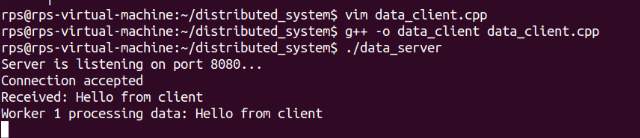 rps@rps-virtual-machine:~/distributed_system$ vim data_client.cpp
rps@rps-virtual-machine:~/distributed_system$ g++ -o data_client data_client.cpp
rps@rps-virtual-machine:~/distributed_system$ ./data_server
Server is listening on port 8080...
Connection accepted
Received: Hello from client
Worker 1 processing data: Hello from client